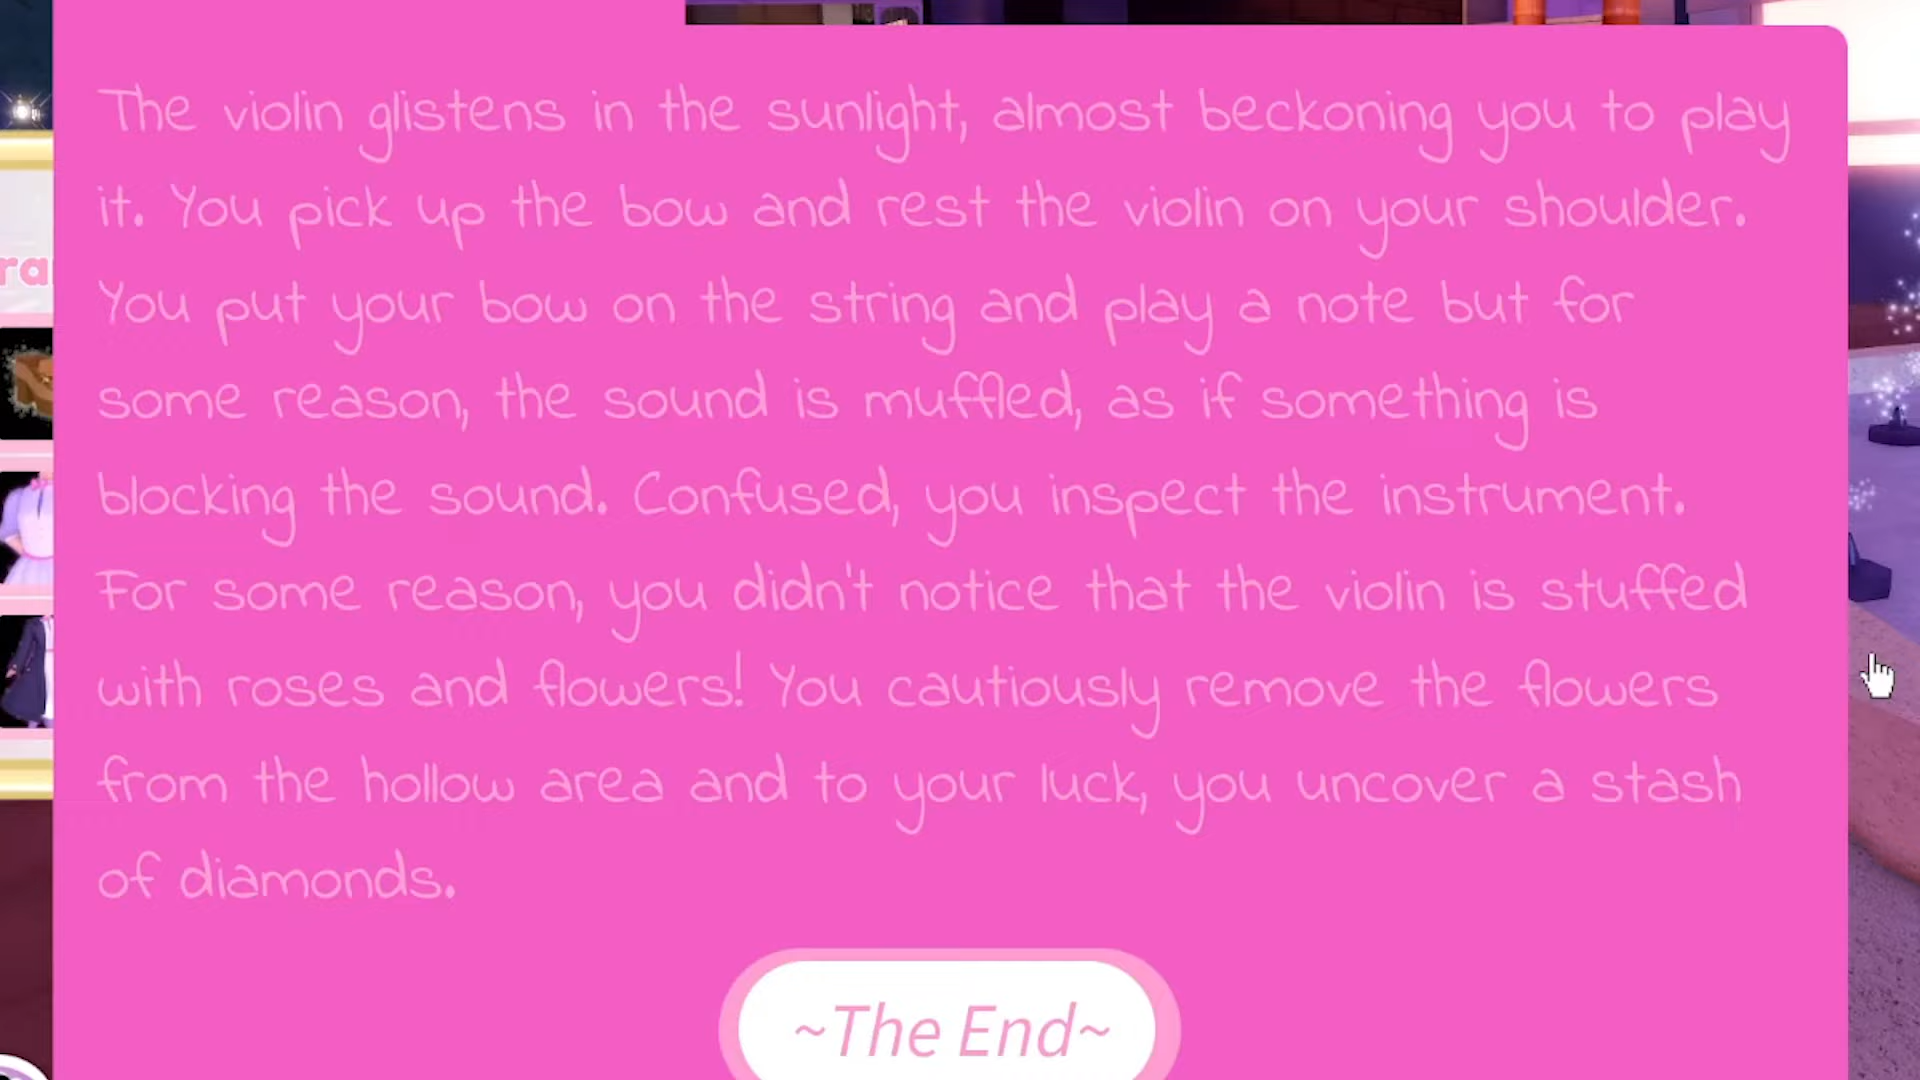 The violin glistens in the sunlight, almost beckoning you to play
it. You pick up the bow and rest the violin on your shoulder.
You put your bow on the string and play a note but for
some reason, the sound is muffled, as if something is
blocking the sound. Confused, you inspect the instrument.
For some reason, you didn't notice that the violin is stuffed
with roses and flowers! You cautiously remove the flowers
from the hollow area and to your luck, you uncover a stash
of diamonds.
~The End~